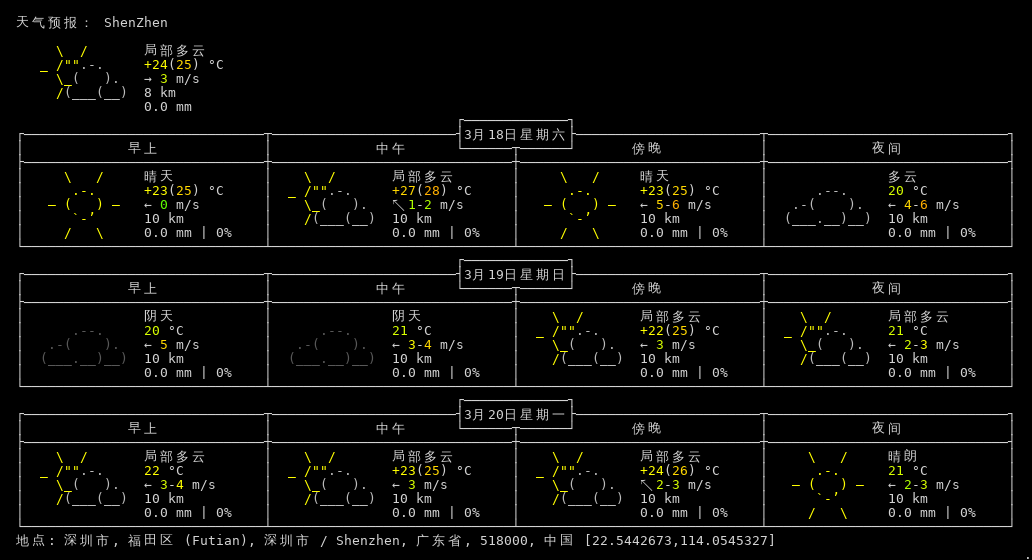 天气预报： ShenZhen
局部多云
+24(25) °C
→ 3 m/s
8 km
0.0 mm
3月18日星期六
早上 中午 傍晚 夜间
晴天 局部多云 晴天 多云
+23(25) °C +27(28) °C +23(25) °C 20 °C
← 0 m/s ↖ 1-2 m/s ← 5-6 m/s ← 4-6 m/s
10 km 10 km 10 km 10 km
0.0 mm | 0% 0.0 mm | 0% 0.0 mm | 0% 0.0 mm | 0%
3月19日星期日
早上 中午 傍晚 夜间
阴天 阴天 局部多云 局部多云
20 °C 21 °C +22(25) °C 21 °C
← 5 m/s ← 3-4 m/s ← 3 m/s ← 2-3 m/s
10 km 10 km 10 km 10 km
0.0 mm | 0% 0.0 mm | 0% 0.0 mm | 0% 0.0 mm | 0%
3月20日星期一
早上 中午 傍晚 夜间
局部多云 局部多云 局部多云 晴朗
22 °C +23(25) °C +24(26) °C 21 °C
← 3-4 m/s ← 3 m/s ↖ 2-3 m/s ← 2-3 m/s
10 km 10 km 10 km 10 km
0.0 mm | 0% 0.0 mm | 0% 0.0 mm | 0% 0.0 mm | 0%
地点: 深圳市, 福田区 (Futian), 深圳市 / Shenzhen, 广东省, 518000, 中国 [22.5442673,114.0545327]